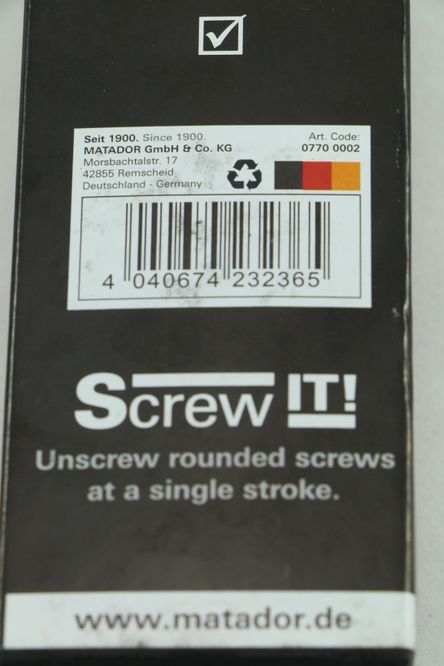 Seit 1900. Since 1900.
MATADOR GmbH & Co. KG
Morsbachtalstr. 17
42855 Remscheid
Deutschland - Germany
Art. Code:
0770 0002
4 040674 232365
Screw IT!
Unscrew rounded screws
at a single stroke.
www.matador.de